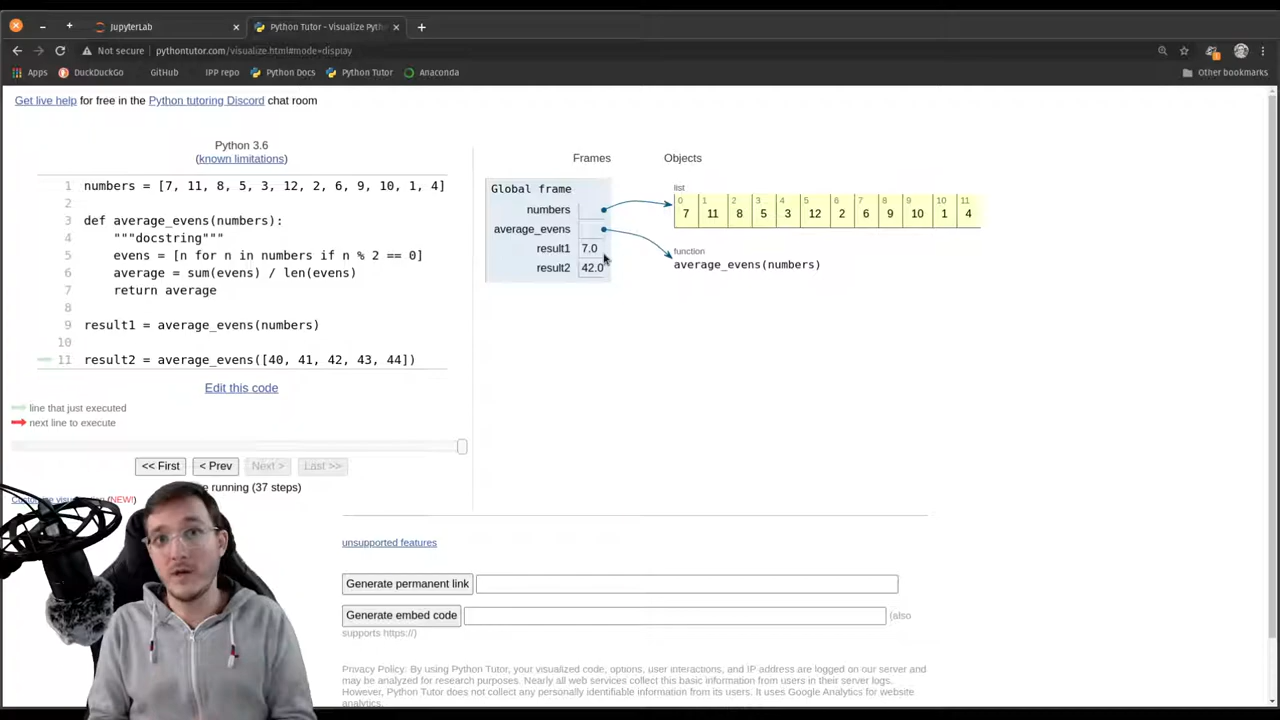 JupyterLab
Python Tutor - Visualize Pyth
Not secure pythontutor.com/visualize.html#mode=display
Apps DuckDuckGo GitHub IPP repo Python Docs Python Tutor Anaconda Other bookmarks
Get live help for free in the Python tutoring Discord chat room
Python 3.6
(known limitations)
1 numbers = [7, 11, 8, 5, 3, 12, 2, 6, 9, 10, 1, 4]
2
3 def average_evens(numbers):
4 """docstring"""
5 evens = [n for n in numbers if n % 2 == 0]
6 average = sum(evens) / len(evens)
7 return average
8
9 result1 = average_evens(numbers)
10
11 result2 = average_evens([40, 41, 42, 43, 44])
Edit this code
line that just executed
next line to execute
<< First < Prev Next > Last >>
running (37 steps)
(NEW!)
Frames Objects
Global frame
numbers
average_evens
result1 7.0
result2 42.0
list
0 1 2 3 4 5 6 7 8 9 10 11
7 11 8 5 3 12 2 6 9 10 1 4
function
average_evens(numbers)
unsupported features
Generate permanent link
Generate embed code (also
supports https://)
Privacy Policy: By using Python Tutor, your visualized code, options, user interactions, and IP address are logged on our server and
may be analyzed for research purposes. Nearly all web services collect this basic information from users in their server logs.
However, Python Tutor does not collect any personally identifiable information from its users. It uses Google Analytics for website
analytics.